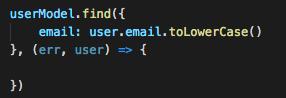 userModel.find({
    email: user.email.toLowerCase()
}, (err, user) => {

})